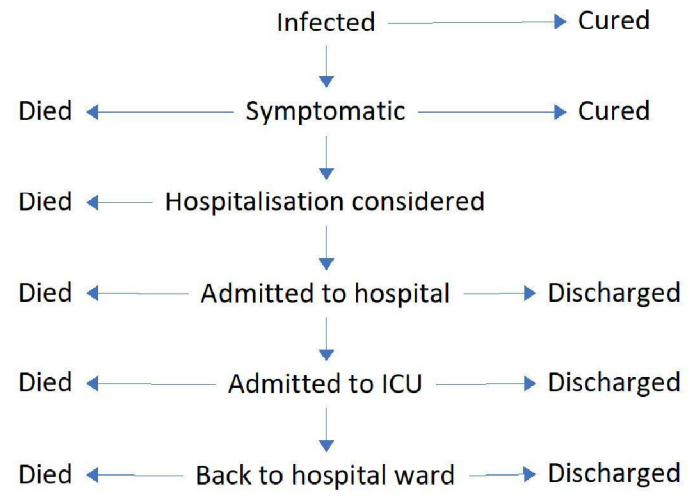 Infected Cured
Died Symptomatic Cured
Died Hospitalisation considered
Died Admitted to hospital Discharged
Died Admitted to ICU Discharged
Died Back to hospital ward Discharged